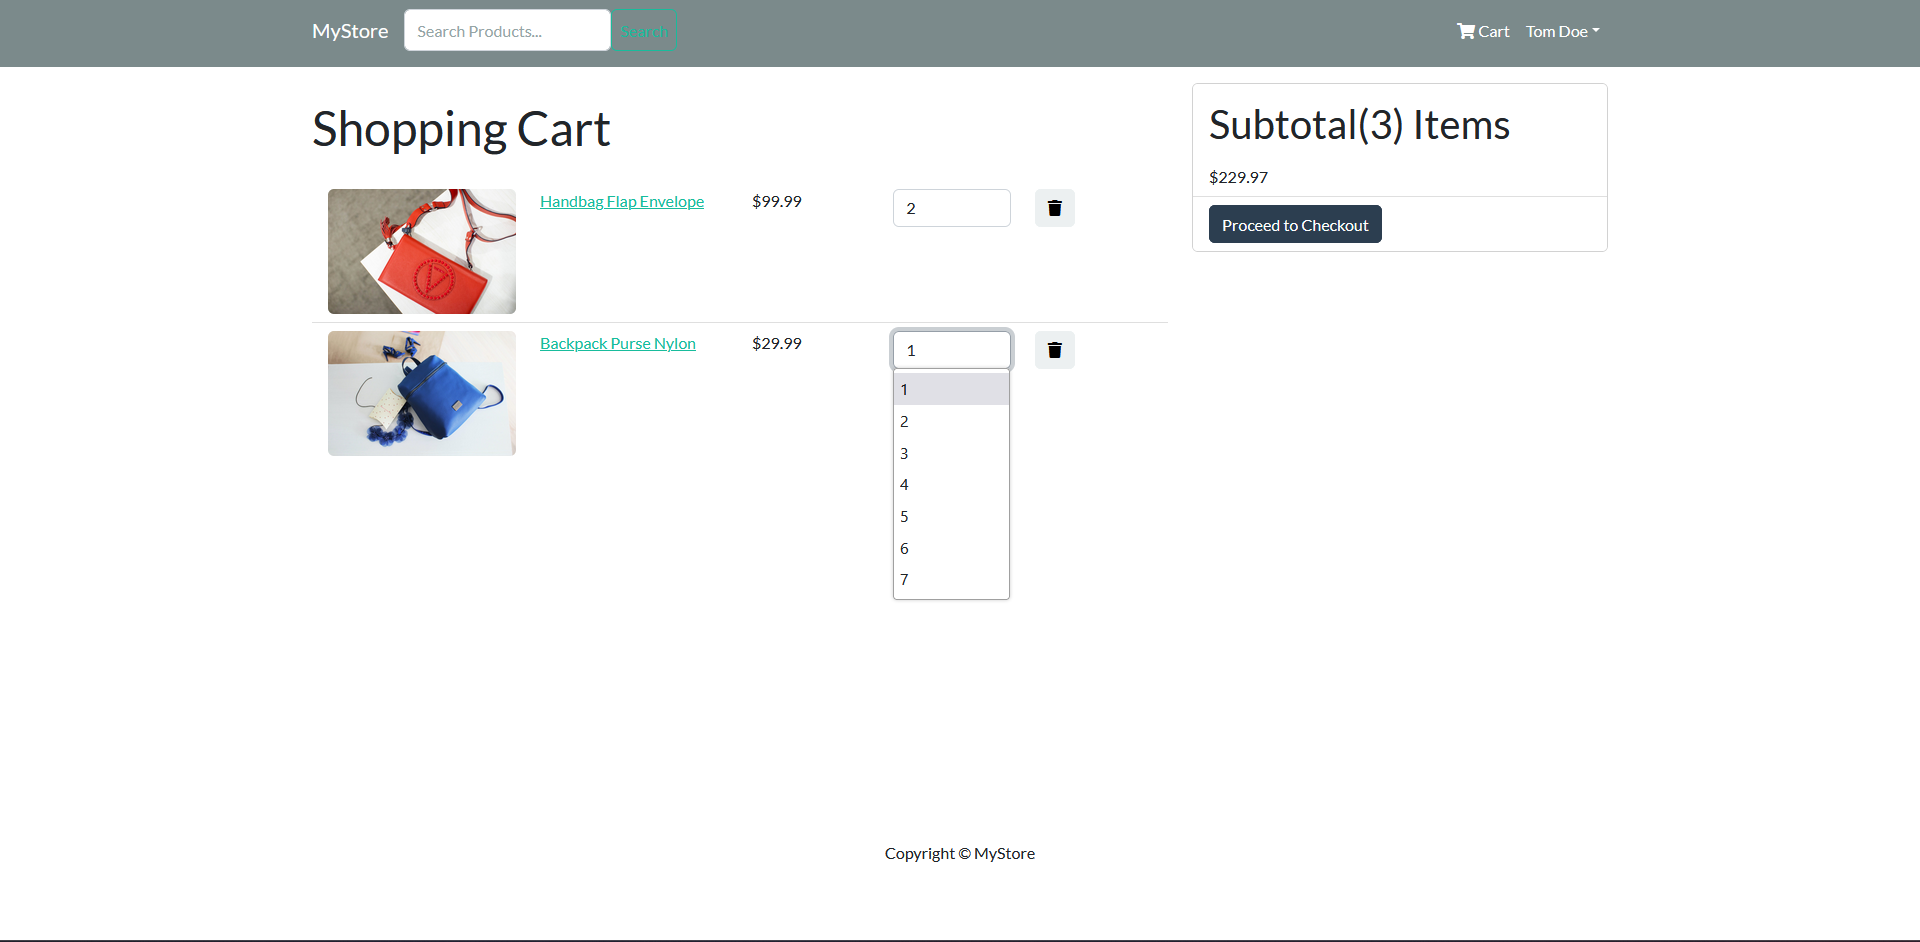 MyStore
Search Products...
Search
Cart
Tom Doe
Shopping Cart
Handbag Flap Envelope
$99.99
2
Backpack Purse Nylon
$29.99
1
1
2
3
4
5
6
7
Subtotal(3) Items
$229.97
Proceed to Checkout
Copyright © MyStore